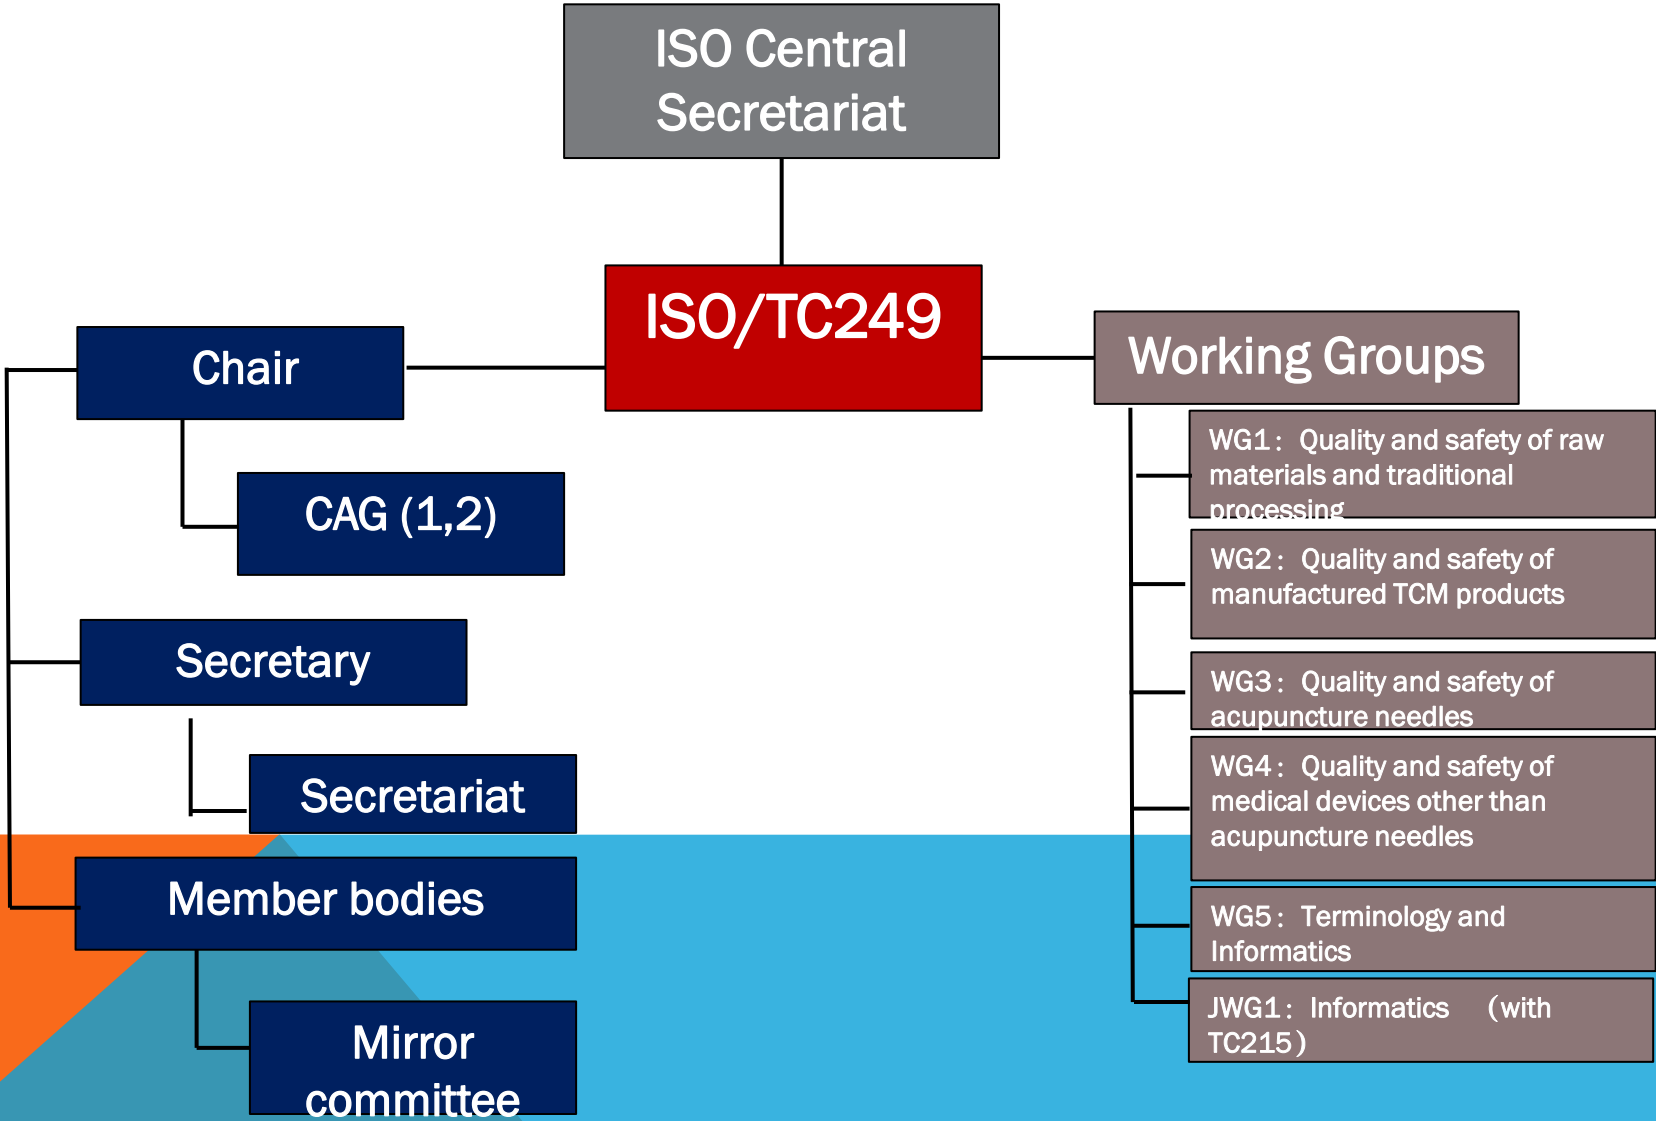 ISO Central
Secretariat
ISO/TC249
Chair
CAG (1,2)
Secretary
Secretariat
Member bodies
Mirror
committee
Working Groups
WG1：Quality and safety of raw
materials and traditional
processing
WG2：Quality and safety of
manufactured TCM products
WG3：Quality and safety of
acupuncture needles
WG4：Quality and safety of
medical devices other than
acupuncture needles
WG5：Terminology and
Informatics
JWG1：Informatics （with
TC215）